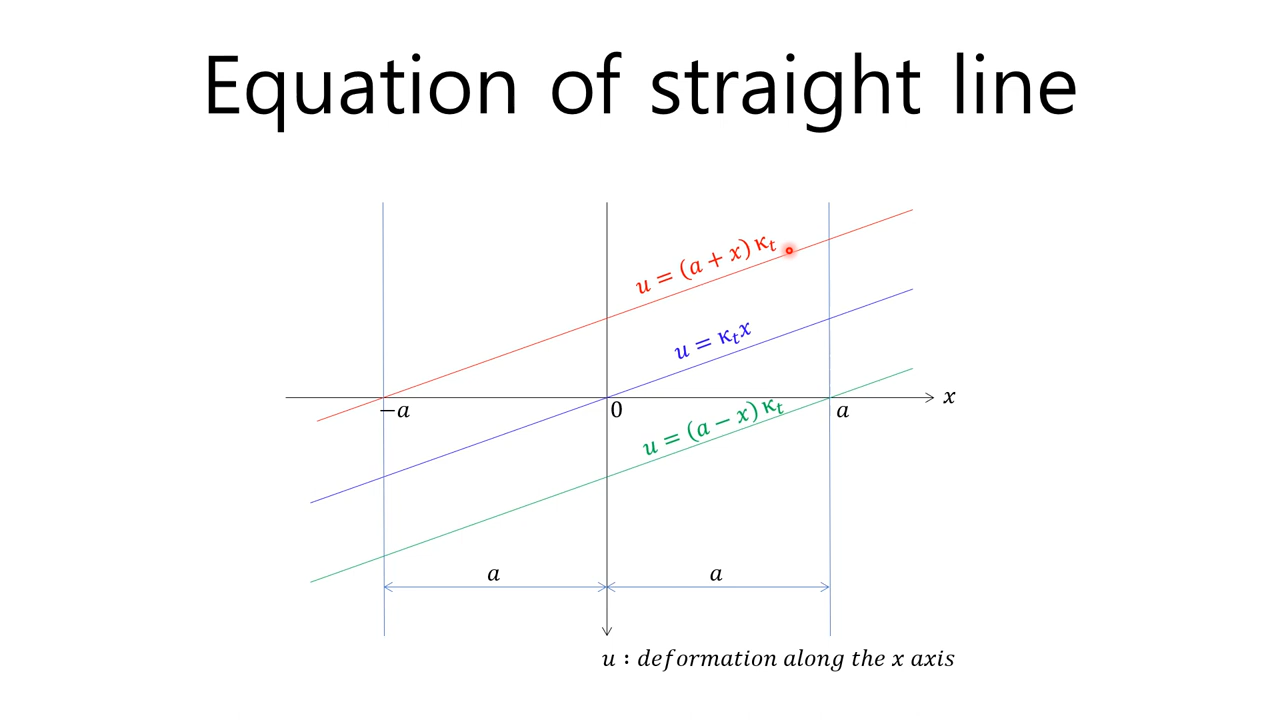 Equation of straight line
u = (a + x) κₜ
u = κₜx
x
−a
0
a
u = (a − x) κₜ
a
a
u : deformation along the x axis